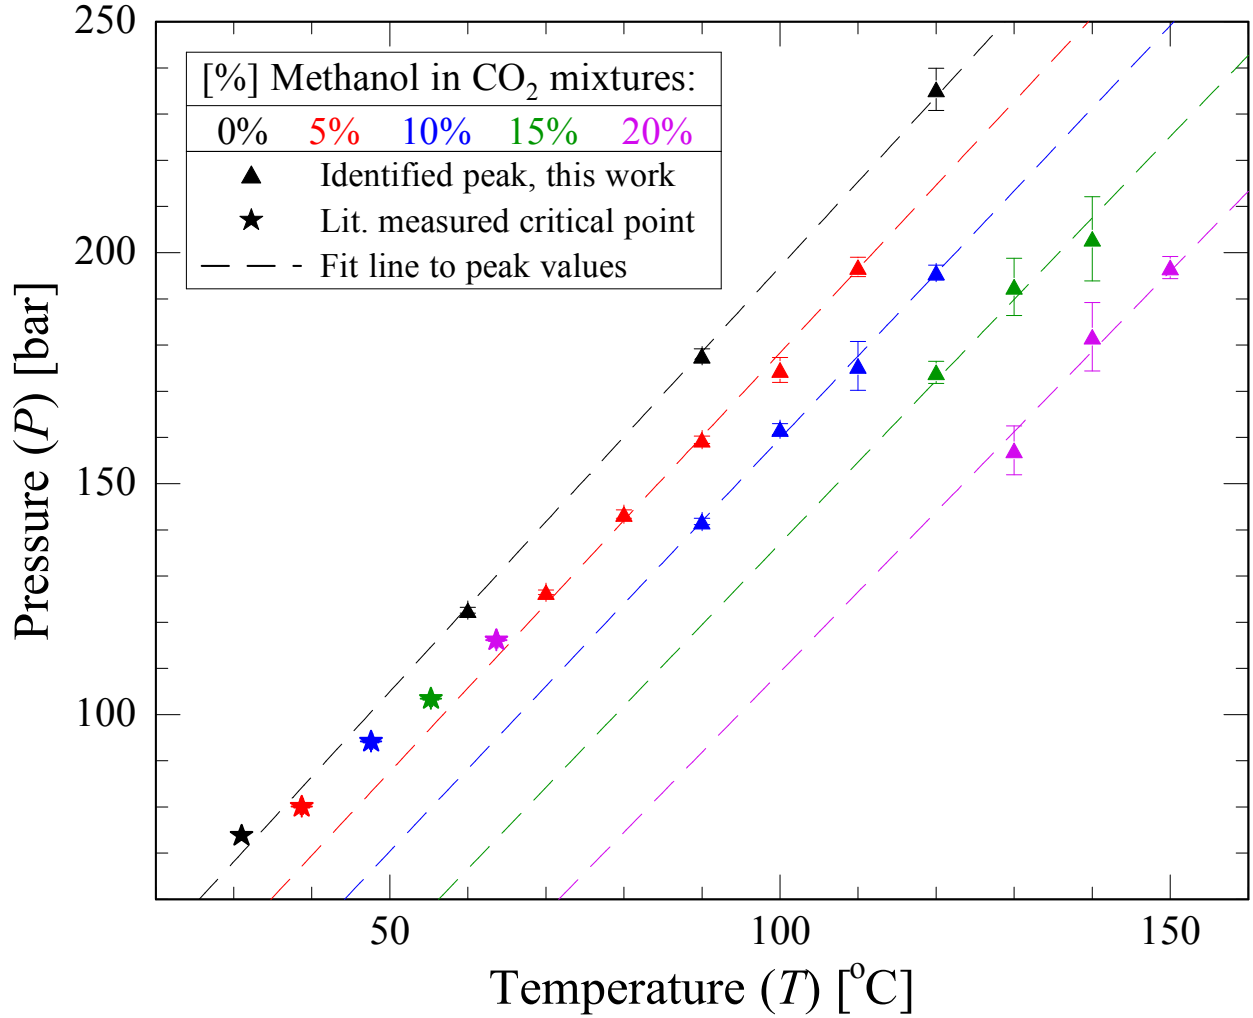 250
200
150
100
Pressure (P) [bar]
[%] Methanol in CO₂ mixtures:
0% 5% 10% 15% 20%
Identified peak, this work
Lit. measured critical point
Fit line to peak values
50 100 150
Temperature (T) [°C]